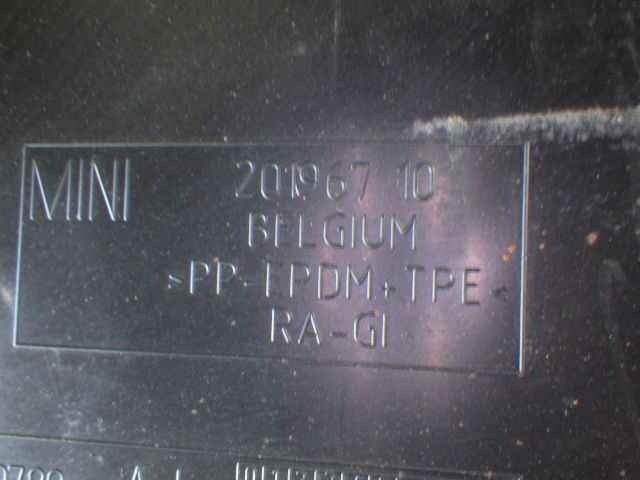 MINI 201967 10
BELGIUM
>PP-EPDM+TPE<
RA-GI